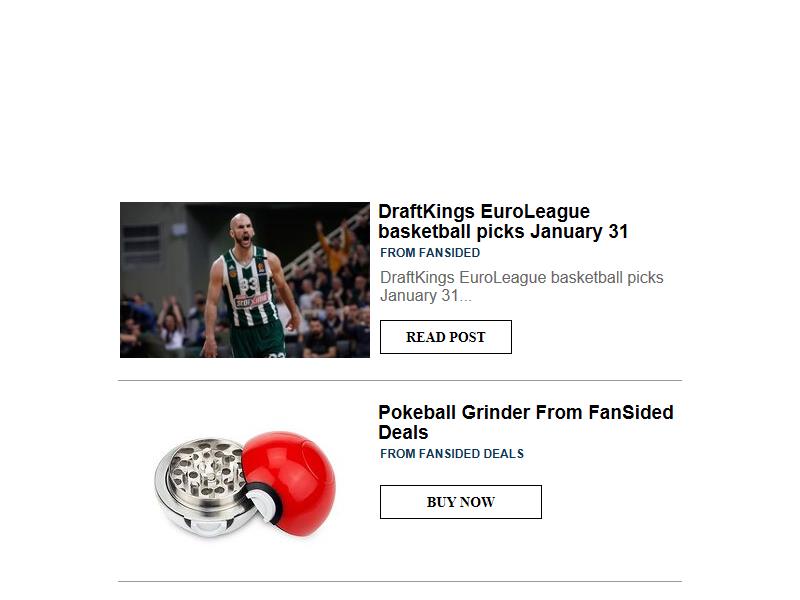 DraftKings EuroLeague
basketball picks January 31
FROM FANSIDED
DraftKings EuroLeague basketball picks
January 31...
READ POST
33
Pokeball Grinder From FanSided
Deals
FROM FANSIDED DEALS
BUY NOW